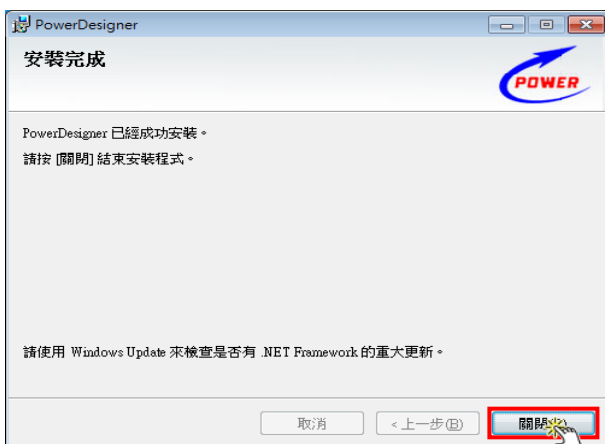 PowerDesigner
安裝完成
POWER
PowerDesigner 已經成功安裝。
請按 [關閉] 結束安裝程式。
請使用 Windows Update 來檢查是否有 .NET Framework 的重大更新。
取消
<上一步(B)
關閉